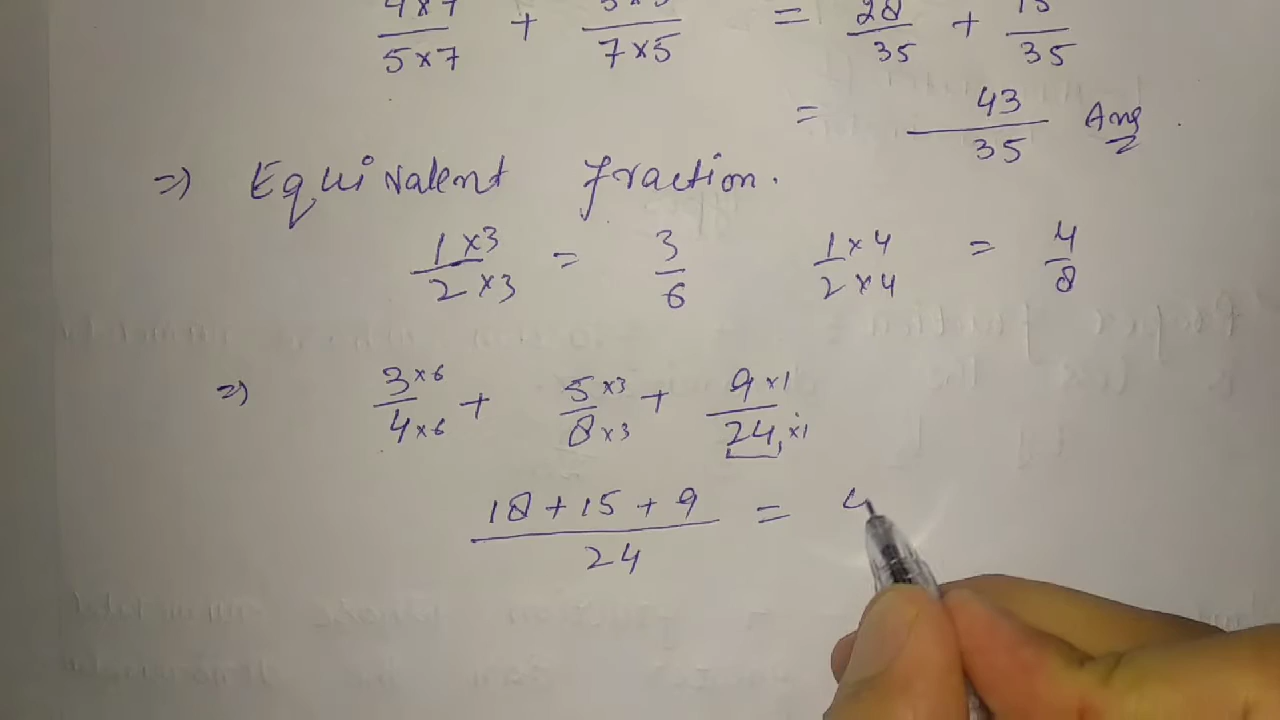 4×7/5×7 + 3×5/7×5 = 28/35 + 15/35
= 43/35 Ans
=) Equivalent fraction.
1×3/2×3 = 3/6 1×4/2×4 = 4/8
=) 3×6/4×6 + 5×3/8×3 + 9×1/24×1
18+15+9/24 = 4